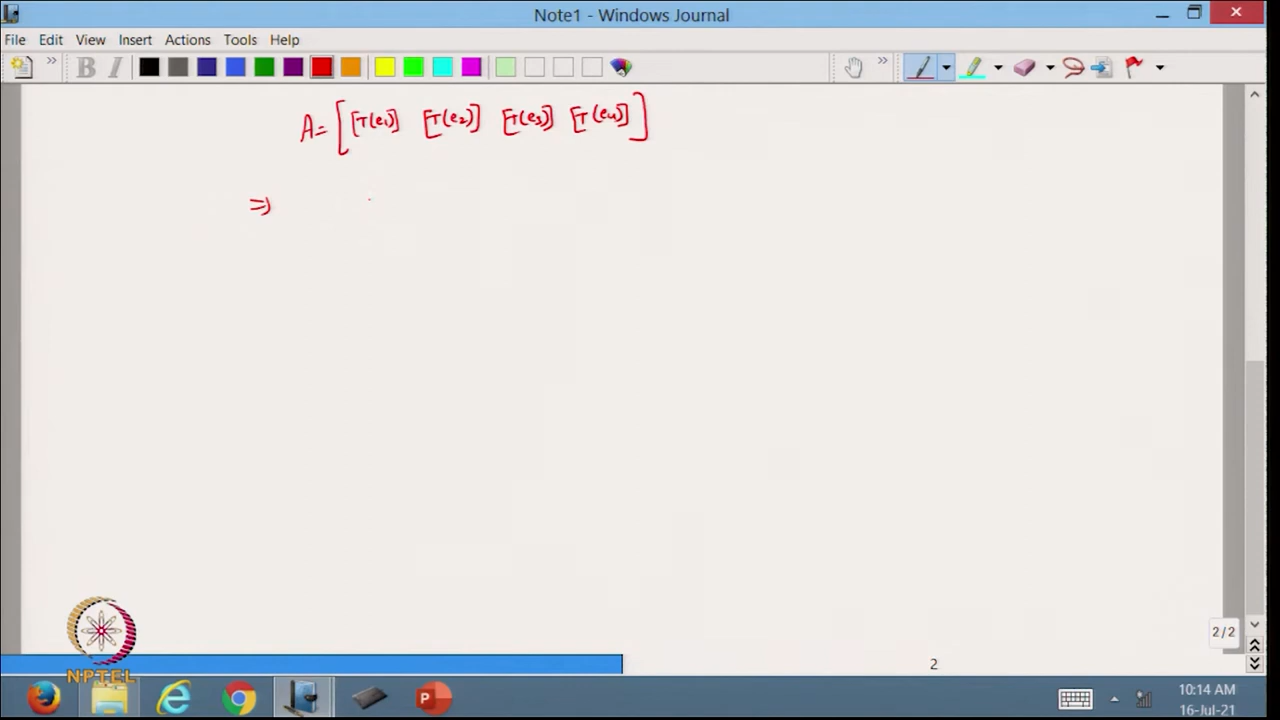 Note1 - Windows Journal
File Edit View Insert Actions Tools Help
A = [ [T(e₁)] [T(e₂)] [T(e₃)] [T(e₄)] ]
⇒
2/2
2
NPTEL
10:14 AM
16-Jul-21